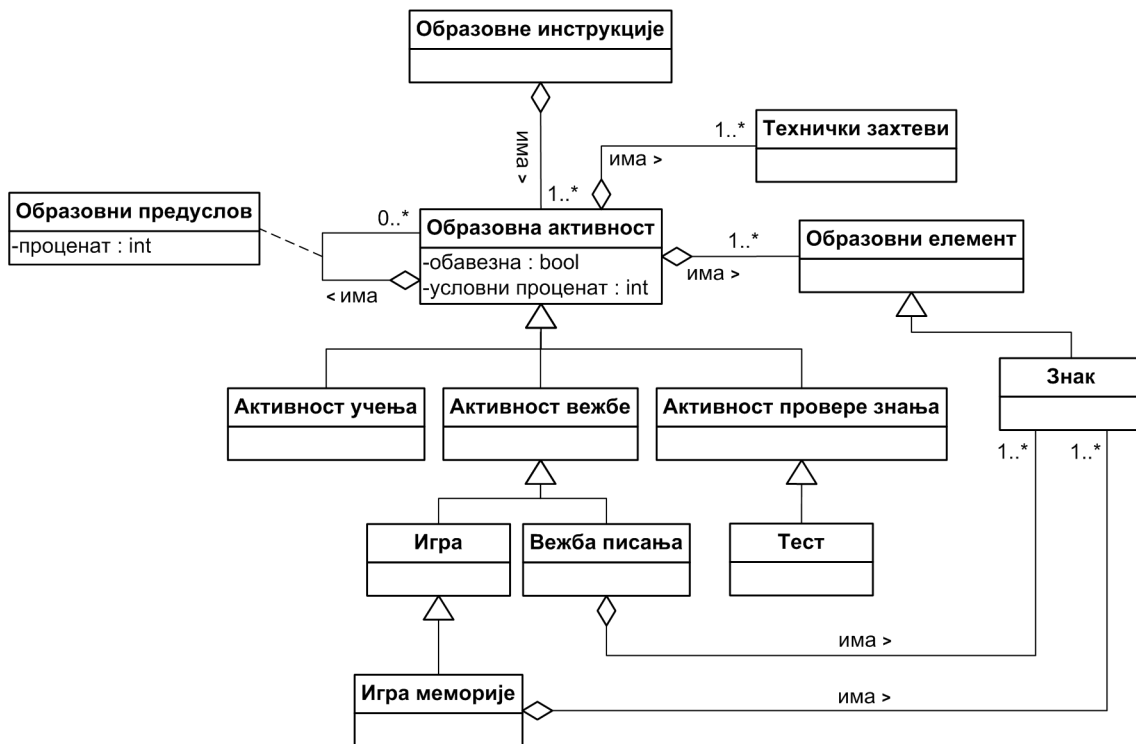 Образовне инструкције
има >
1..*
Технички захтеви
1..*
има >
Образовни предуслов
-проценат : int
0..*
< има
Образовна активност
-обавезна : bool
-условни проценат : int
1..*
има >
Образовни елемент
Знак
1..*
1..*
Активност учења
Активност вежбе
Активност провере знања
Игра
Вежба писања
Тест
има >
Игра меморије
има >